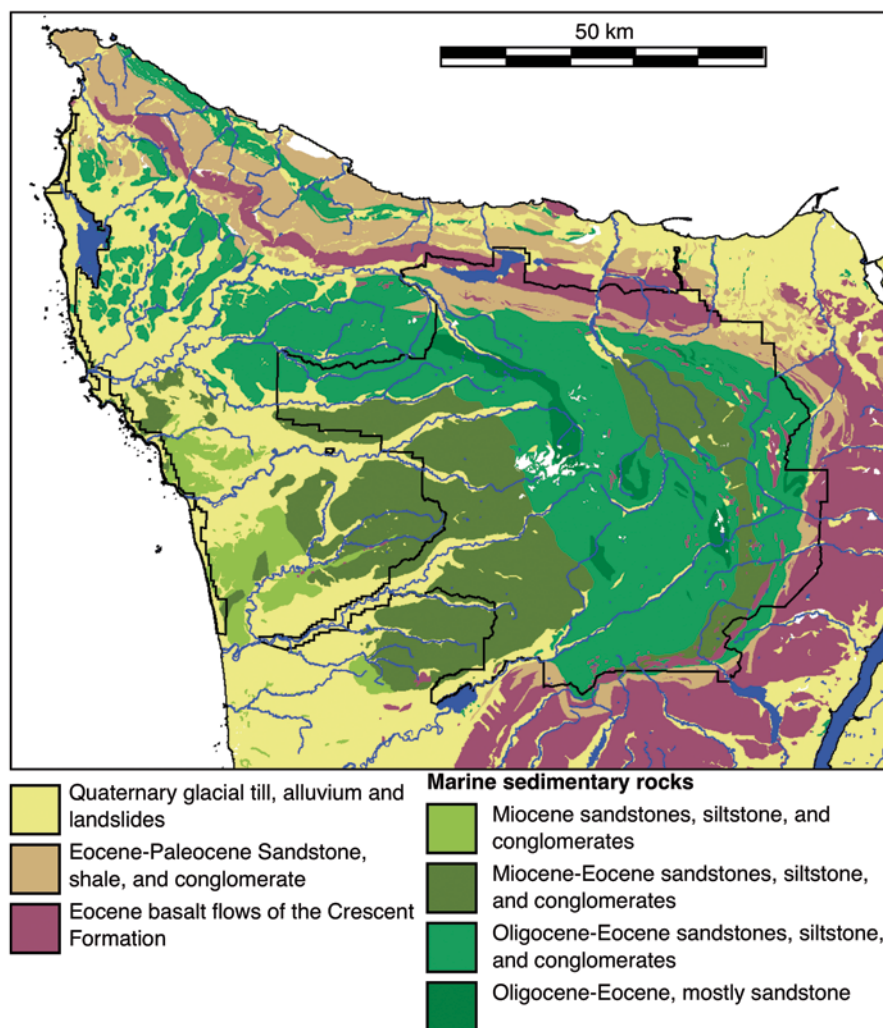 50 km
Quaternary glacial till, alluvium and
landslides
Eocene-Paleocene Sandstone,
shale, and conglomerate
Eocene basalt flows of the Crescent
Formation
Marine sedimentary rocks
Miocene sandstones, siltstone, and
conglomerates
Miocene-Eocene sandstones, siltstone,
and conglomerates
Oligocene-Eocene sandstones, siltstone,
and conglomerates
Oligocene-Eocene, mostly sandstone